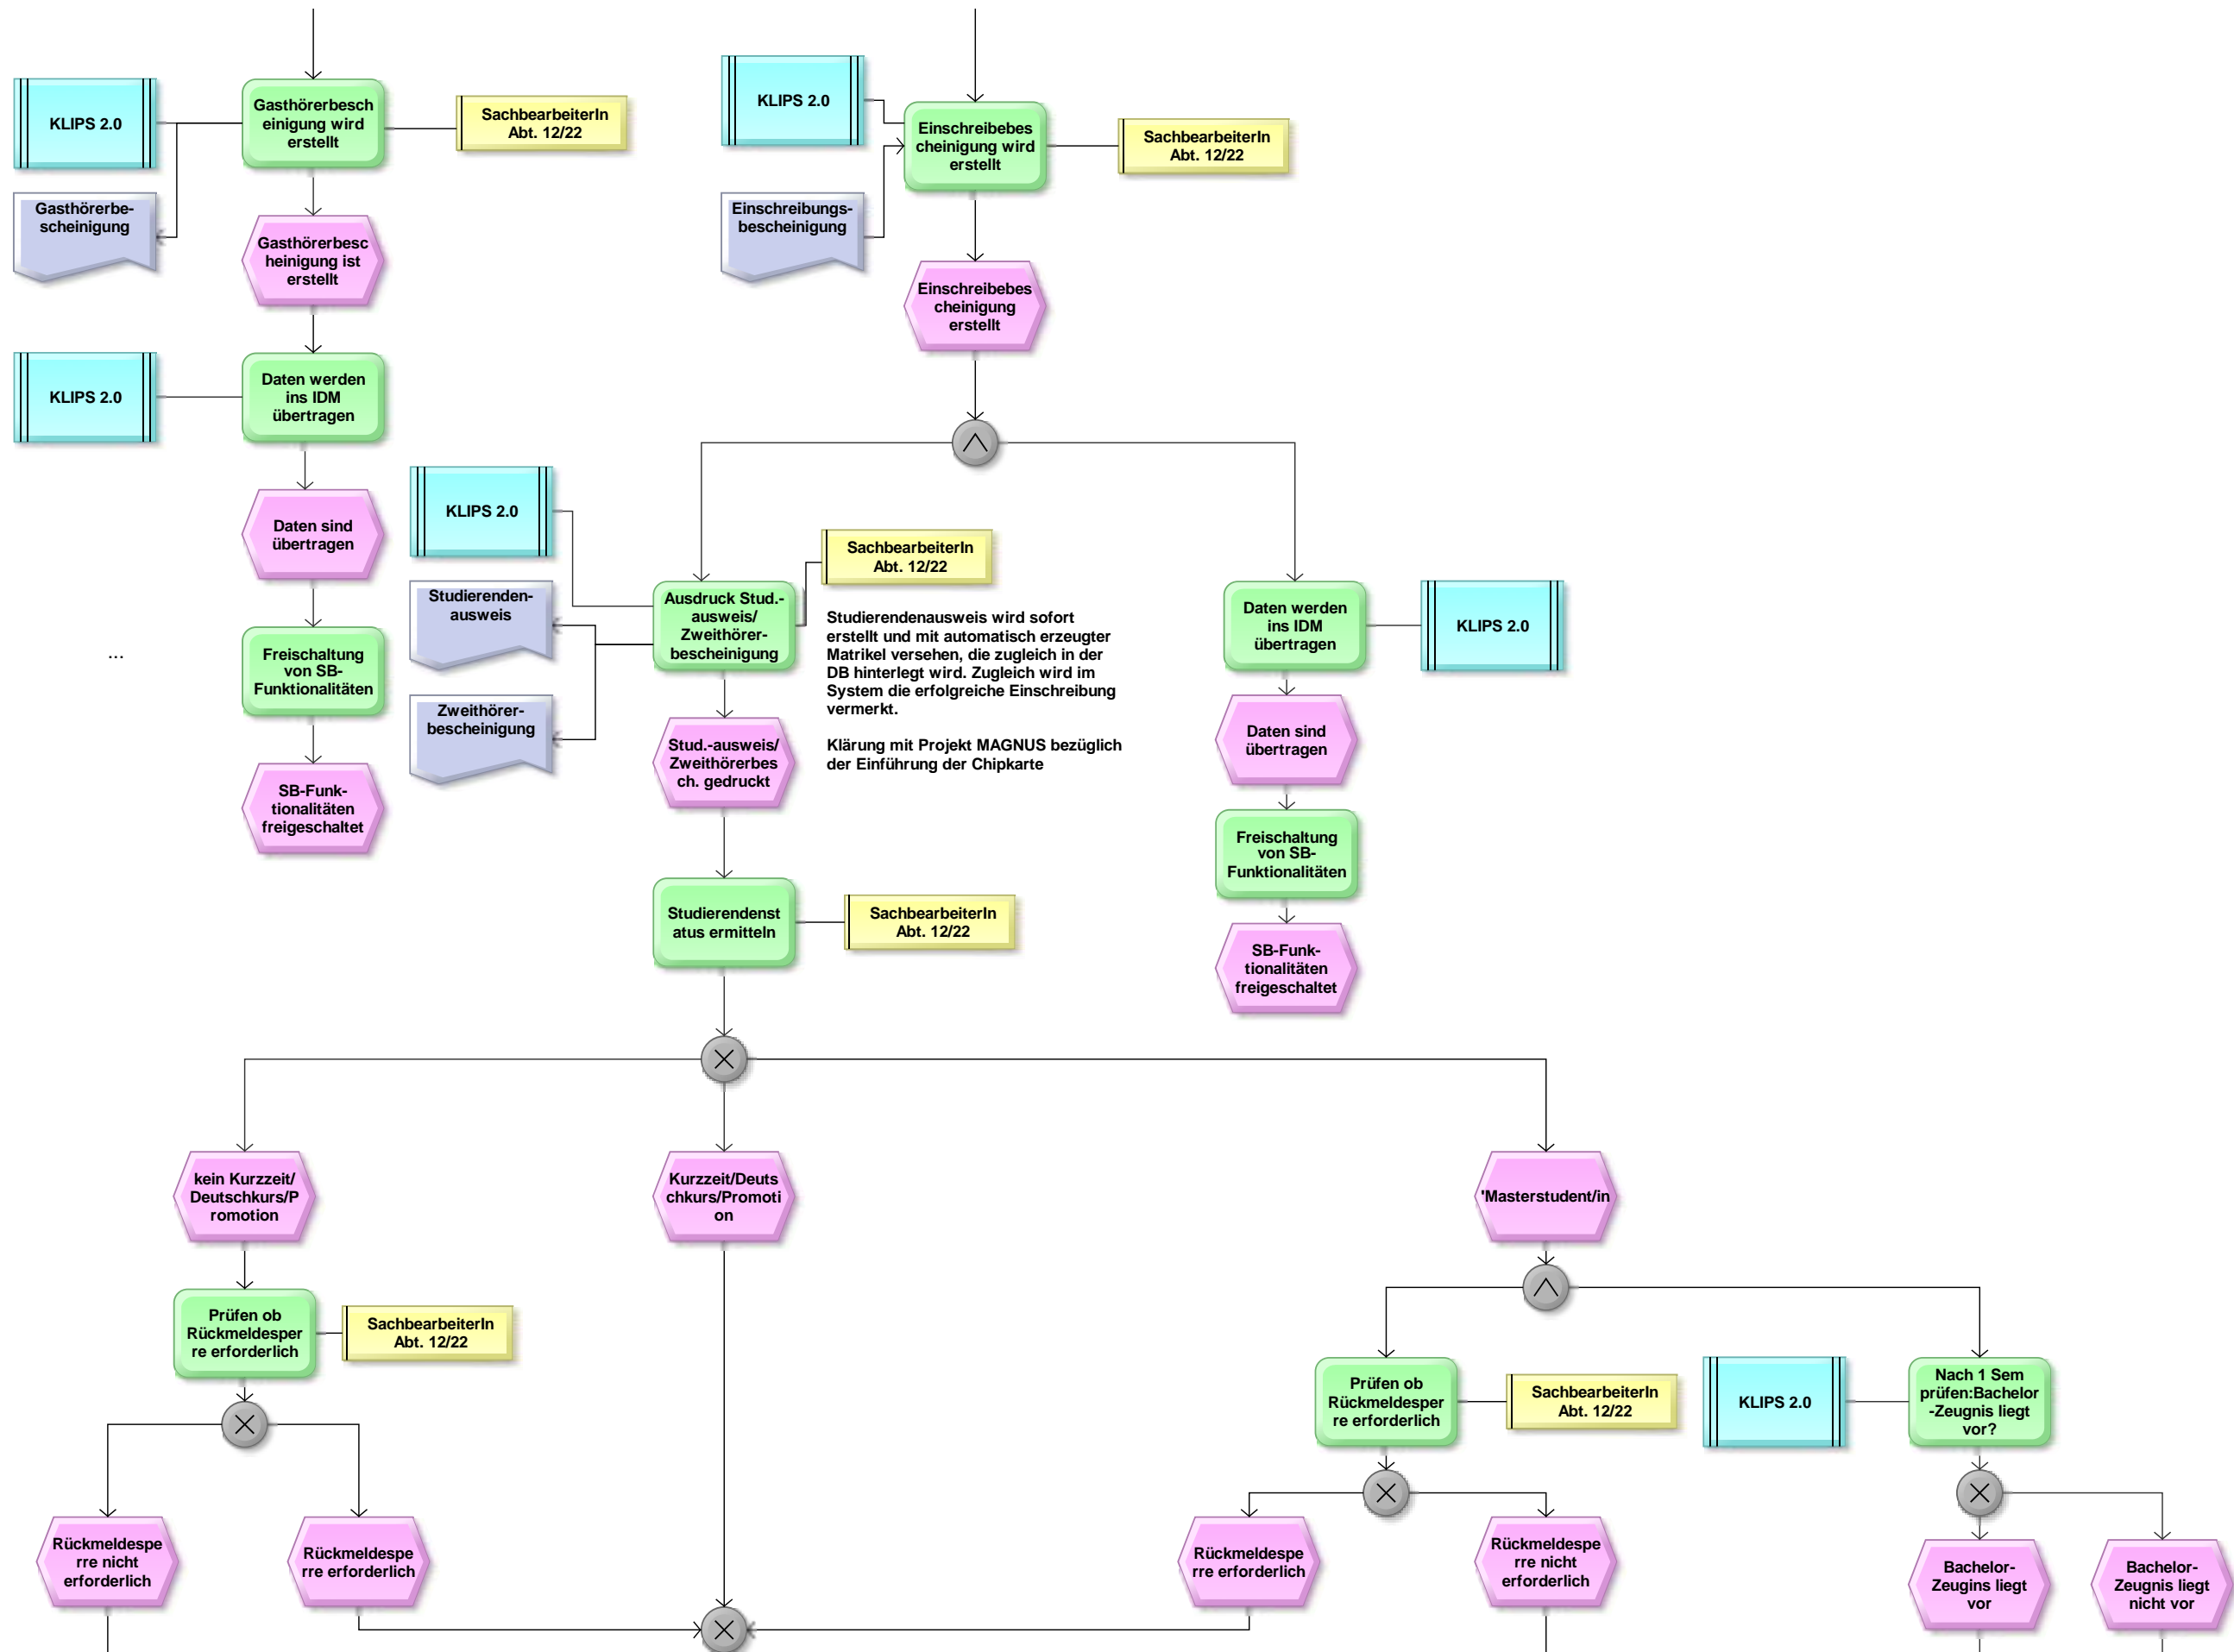 KLIPS 2.0
Gasthörerbesch
einigung wird
erstellt
SachbearbeiterIn
Abt. 12/22
Gasthörerbe-
scheinigung
Gasthörerbesc
heinigung ist
erstellt
KLIPS 2.0
Daten werden
ins IDM
übertragen
Daten sind
übertragen
...
Freischaltung
von SB-
Funktionalitäten
SB-Funk-
tionalitäten
freigeschaltet
KLIPS 2.0
Einschreibebes
cheinigung wird
erstellt
SachbearbeiterIn
Abt. 12/22
Einschreibungs-
bescheinigung
Einschreibebes
cheinigung
erstellt
KLIPS 2.0
SachbearbeiterIn
Abt. 12/22
Studierenden-
ausweis
Ausdruck Stud.-
ausweis/
Zweithörer-
bescheinigung
Zweithörer-
bescheinigung
Studierendenausweis wird sofort
erstellt und mit automatisch erzeugter
Matrikel versehen, die zugleich in der
DB hinterlegt wird. Zugleich wird im
System die erfolgreiche Einschreibung
vermerkt.
Klärung mit Projekt MAGNUS bezüglich
der Einführung der Chipkarte
Stud.-ausweis/
Zweithörerbes
ch. gedruckt
Daten werden
ins IDM
übertragen
KLIPS 2.0
Daten sind
übertragen
Freischaltung
von SB-
Funktionalitäten
SB-Funk-
tionalitäten
freigeschaltet
Studierendenst
atus ermitteln
SachbearbeiterIn
Abt. 12/22
kein Kurzzeit/
Deutschkurs/P
romotion
Kurzzeit/Deuts
chkurs/Promoti
on
'Masterstudent/in
Prüfen ob
Rückmeldesper
re erforderlich
SachbearbeiterIn
Abt. 12/22
Prüfen ob
Rückmeldesper
re erforderlich
SachbearbeiterIn
Abt. 12/22
KLIPS 2.0
Nach 1 Sem
prüfen:Bachelor
-Zeugnis liegt
vor?
Rückmeldespe
rre nicht
erforderlich
Rückmeldespe
rre erforderlich
Rückmeldespe
rre erforderlich
Rückmeldespe
rre nicht
erforderlich
Bachelor-
Zeugins liegt
vor
Bachelor-
Zeugnis liegt
nicht vor